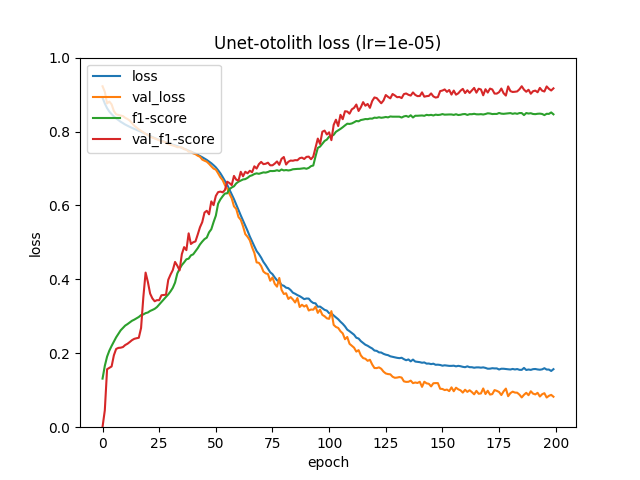 Unet-otolith loss (lr=1e-05)
loss
val_loss
f1-score
val_f1-score
1.0
0.8
0.6
0.4
0.2
0.0
loss
0 25 50 75 100 125 150 175 200
epoch